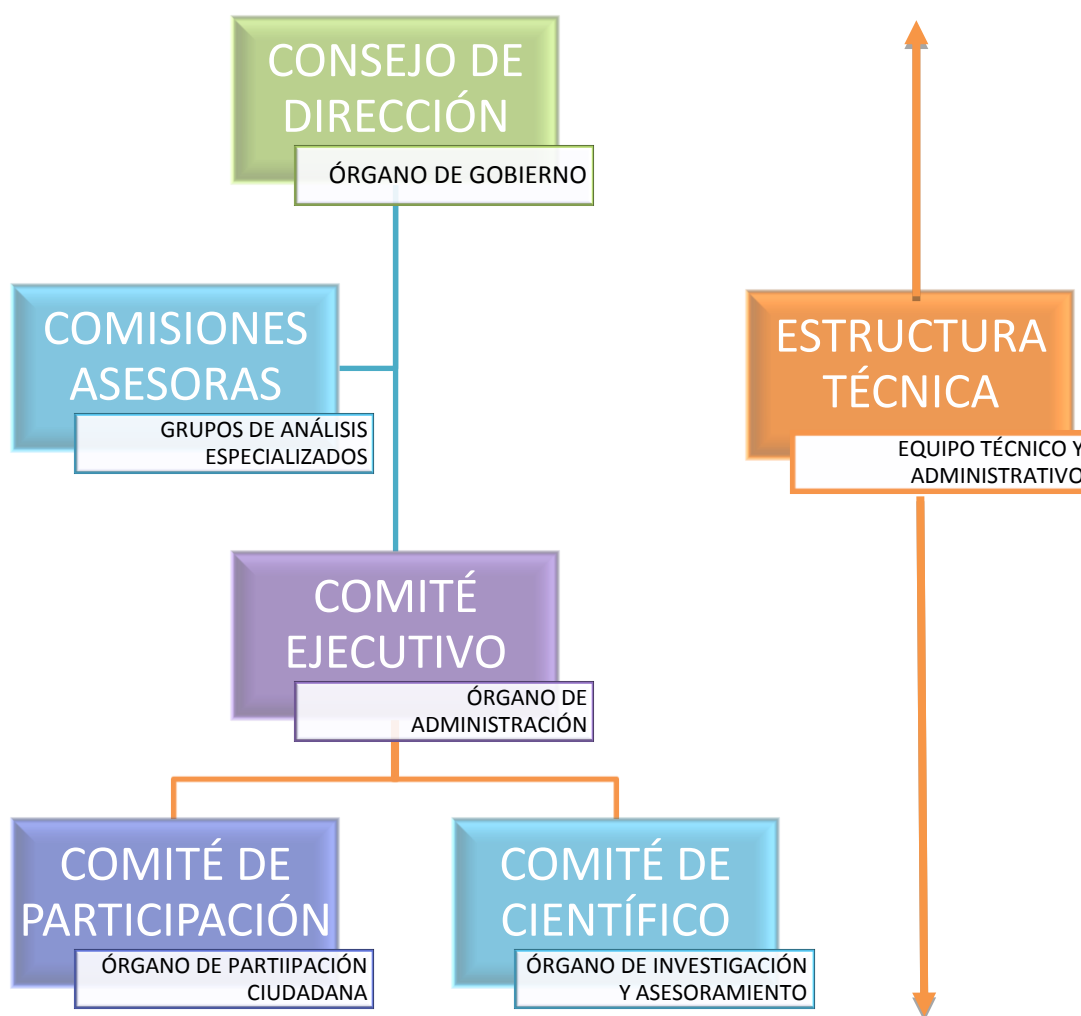 CONSEJO DE
DIRECCIÓN
ÓRGANO DE GOBIERNO
COMISIONES
ASESORAS
GRUPOS DE ANÁLISIS
ESPECIALIZADOS
ESTRUCTURA
TÉCNICA
EQUIPO TÉCNICO Y
ADMINISTRATIVO
COMITÉ
EJECUTIVO
ÓRGANO DE
ADMINISTRACIÓN
COMITÉ DE
PARTICIPACIÓN
ÓRGANO DE PARTIIPACIÓN
CIUDADANA
COMITÉ DE
CIENTÍFICO
ÓRGANO DE INVESTIGACIÓN
Y ASESORAMIENTO